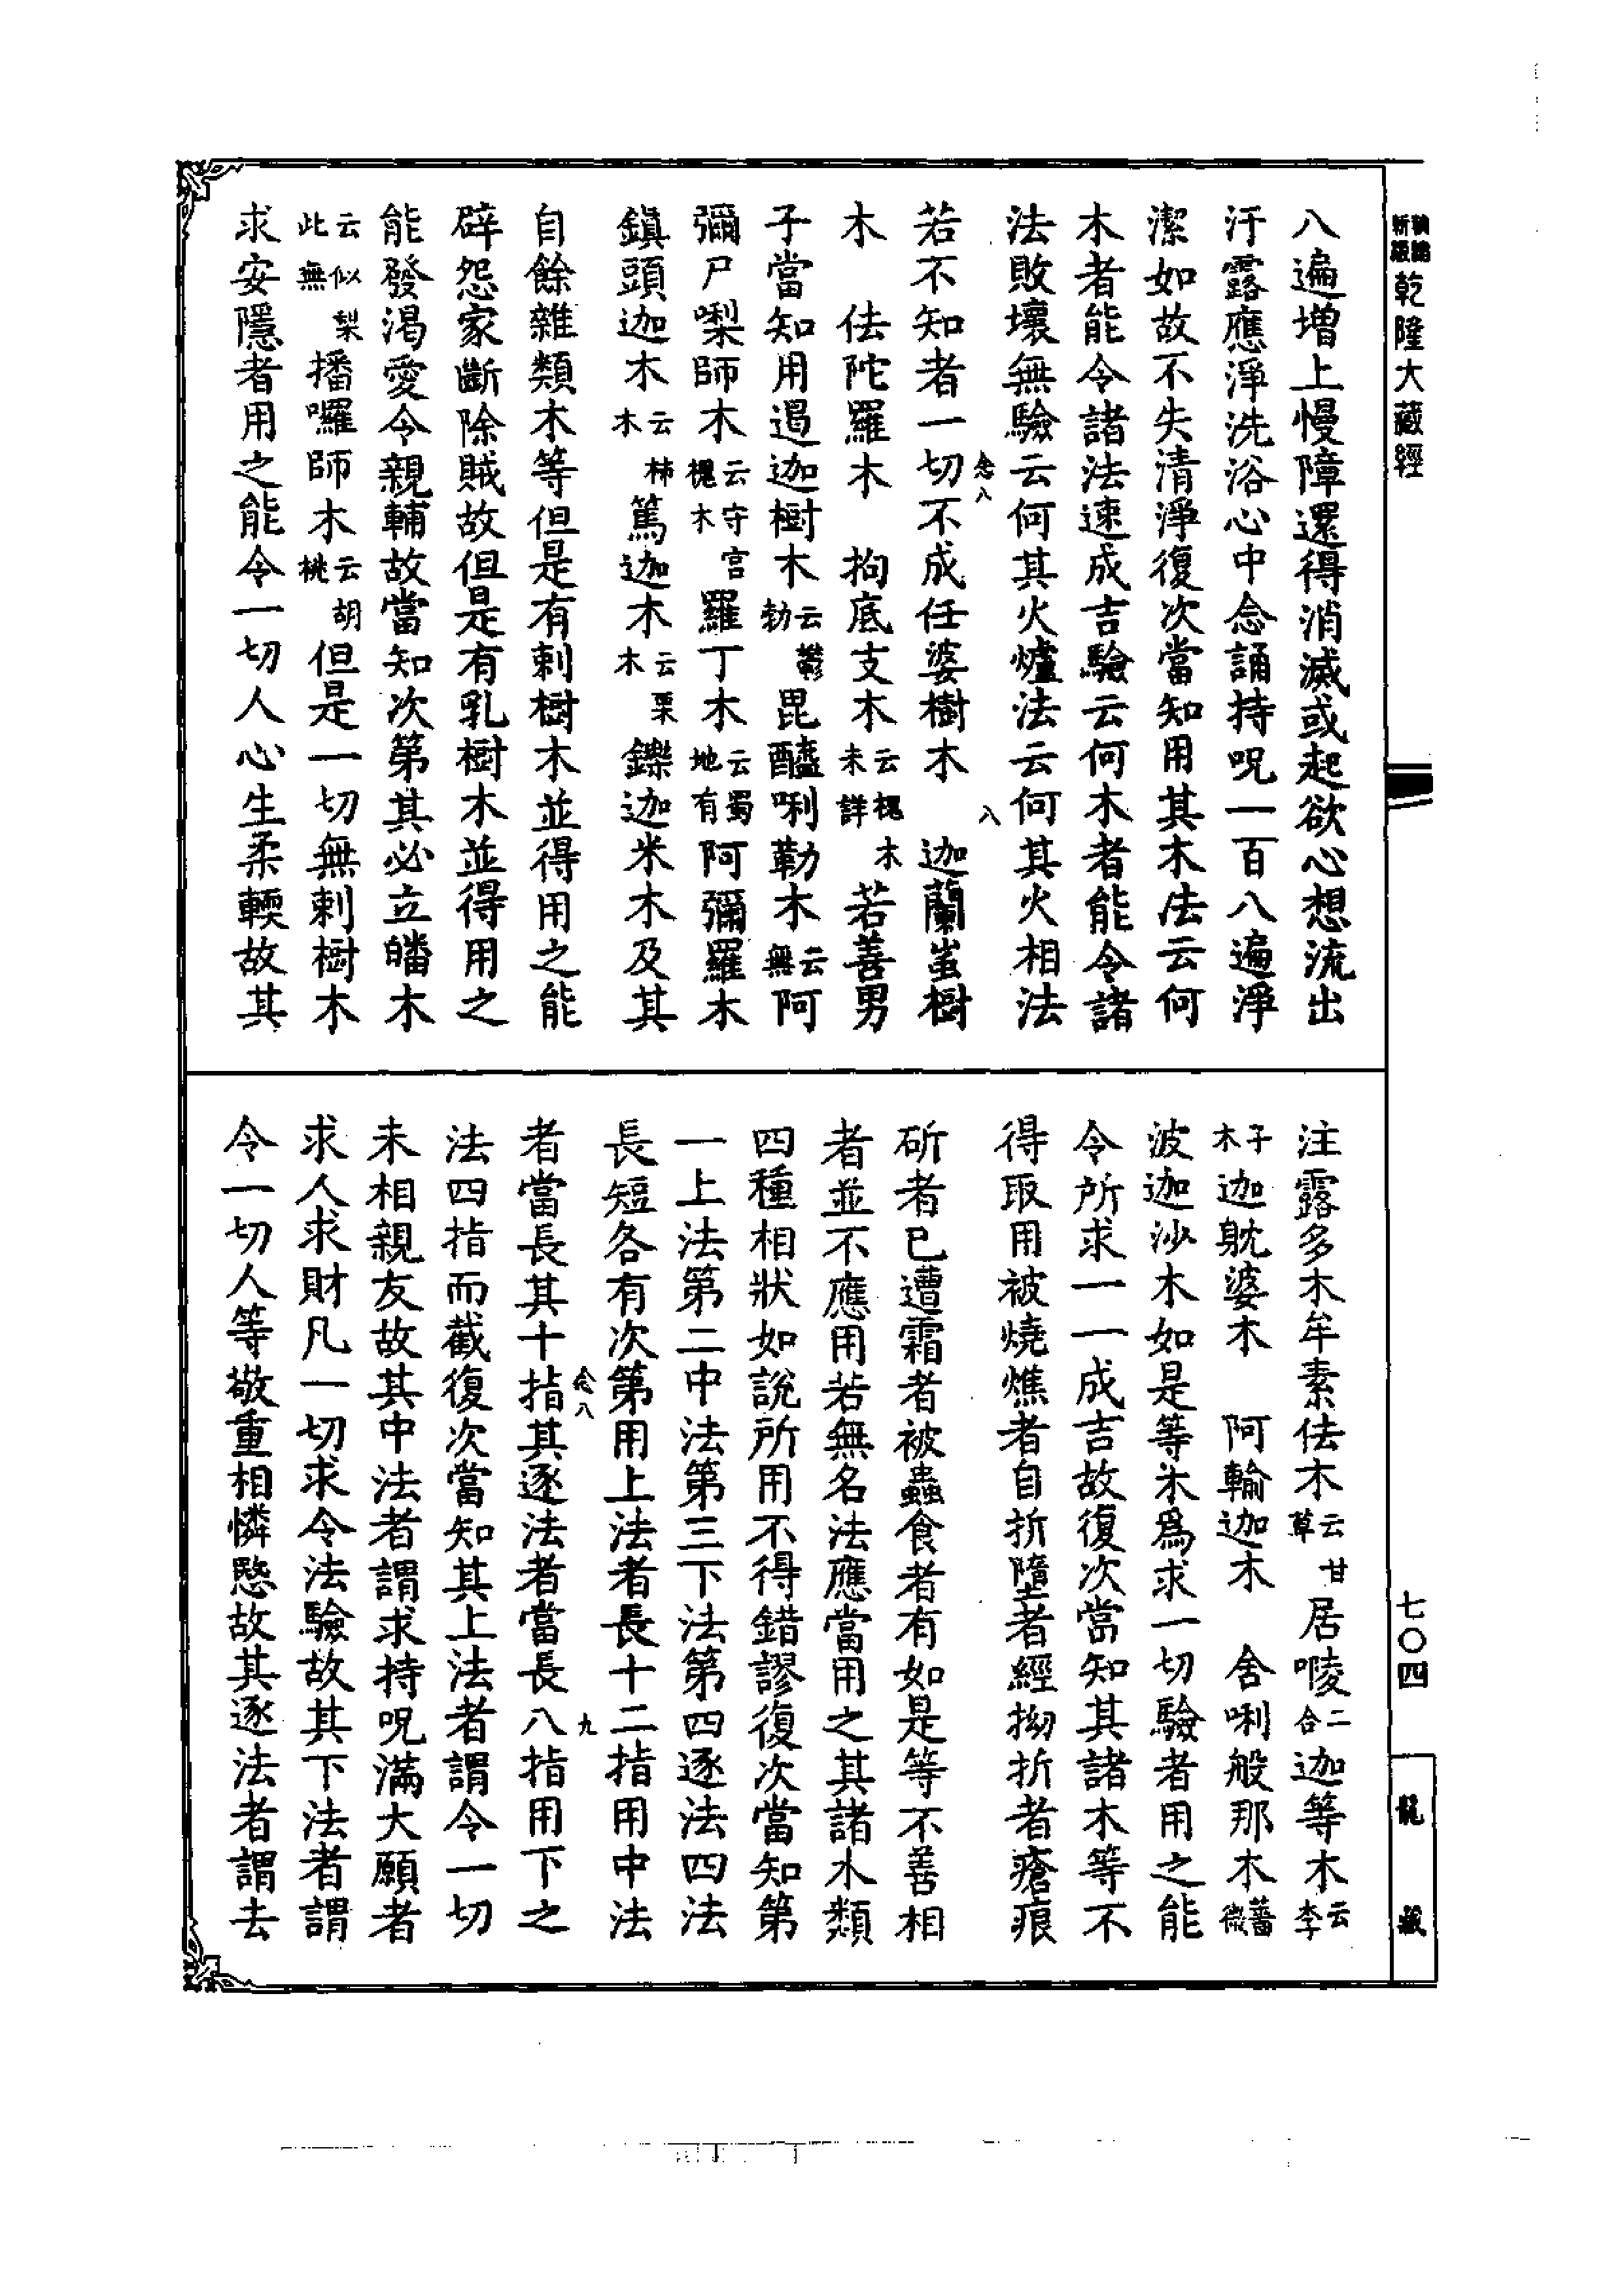 乾隆大藏經
八遍增上慢障還得消滅或起欲心想流出
汙露應淨洗浴心中念誦持呪一百八遍淨
潔如故不失清淨復次當知用其木法云何
木者能令諸法速成吉驗云何木者能令諸
法敗壞無驗云何其火爐法云何其火相法
若不知者一切不成任婆樹木　迦蘭蚩樹
木　佉陀羅木　拘底支木云槐木未詳若善男
子當知用遏迦樹木云鬱勃毘醯唎勒木云無阿
彌尸㗚師木云守宮槐木羅丁木云蜀地有阿彌羅木
鎮頭迦木云柿木篤迦木云栗木鑠迦米木及其
自餘雜類木等但是有刺樹木並得用之能
辟怨家斷除賊故但是有乳樹木並得用之
能發渴愛令親輔故當知次第其必立皤木
云似梨此無播囉師木云胡桃但是一切無刺樹木
求安隱者用之能令一切人心生柔輭故其
念八
八
七〇四
龍藏
注露多木牟素佉木云甘草居㖫二合迦等木云李
子木迦躭婆木　阿輸迦木　舍唎般那木薔薇
波迦沙木如是等木爲求一切驗者用之能
令所求一一成吉故復次當知其諸木等不
得取用被燒燋者自折墮者經拗折者瘡痕
斫者已遭霜者被蟲食者有如是等不善相
者並不應用若無名法應當用之其諸木類
四種相狀如說所用不得錯謬復次當知第
一上法第二中法第三下法第四逐法四法
長短各有次第用上法者長十二指用中法
者當長其十指其逐法者當長八指用下之
法四指而截復次當知其上法者謂令一切
未相親友故其中法者謂求持呪滿大願者
求人求財凡一切求令法驗故其下法者謂
令一切人等敬重相憐愍故其逐法者謂去
念八
九